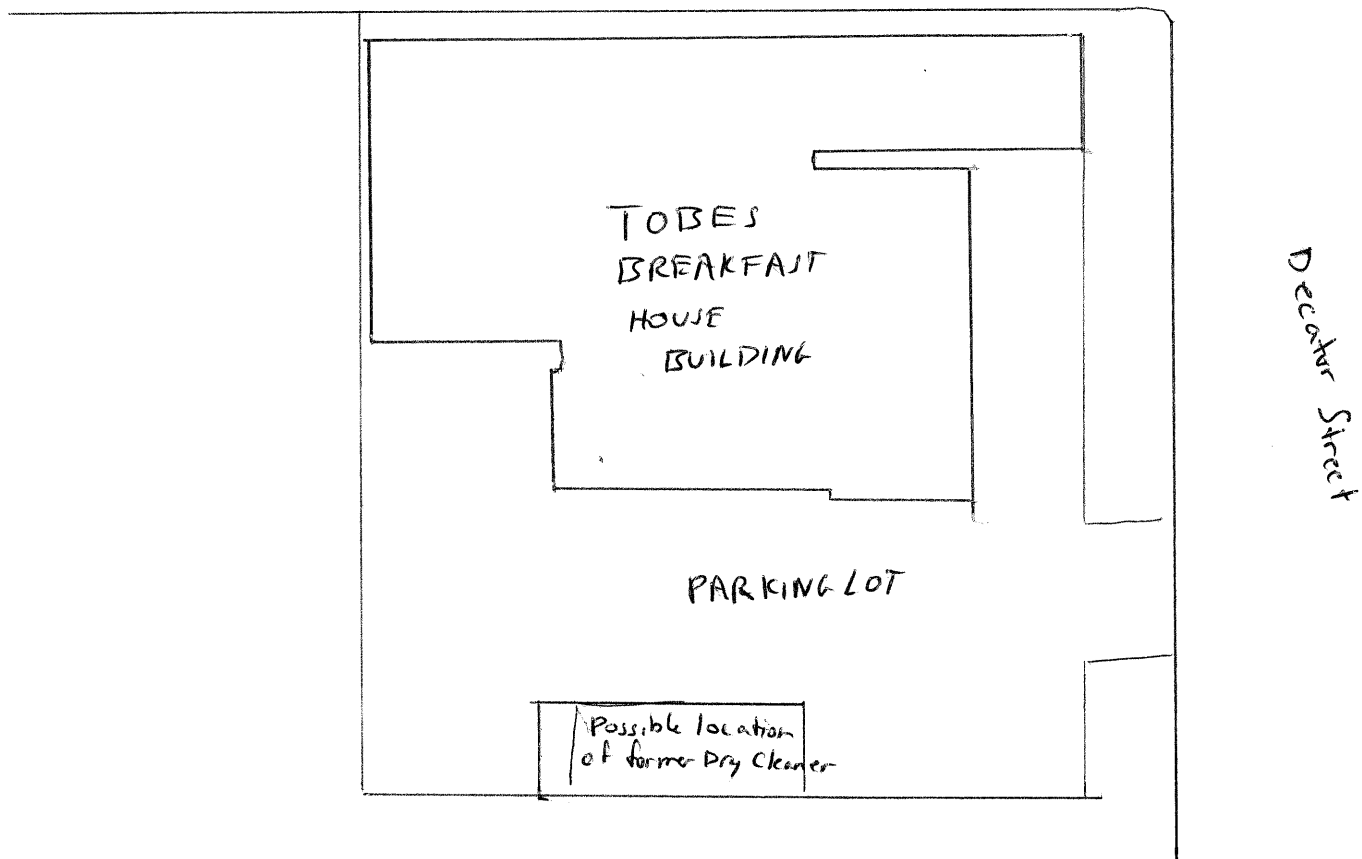 TOBES
BREAKFAST
HOUSE
BUILDING
Decatur Street
PARKING LOT
Possible location
of former Dry Cleaner